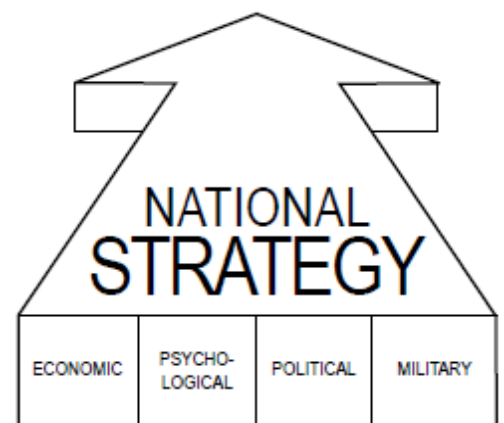 NATIONAL
STRATEGY
ECONOMIC
PSYCHO-
LOGICAL
POLITICAL
MILITARY